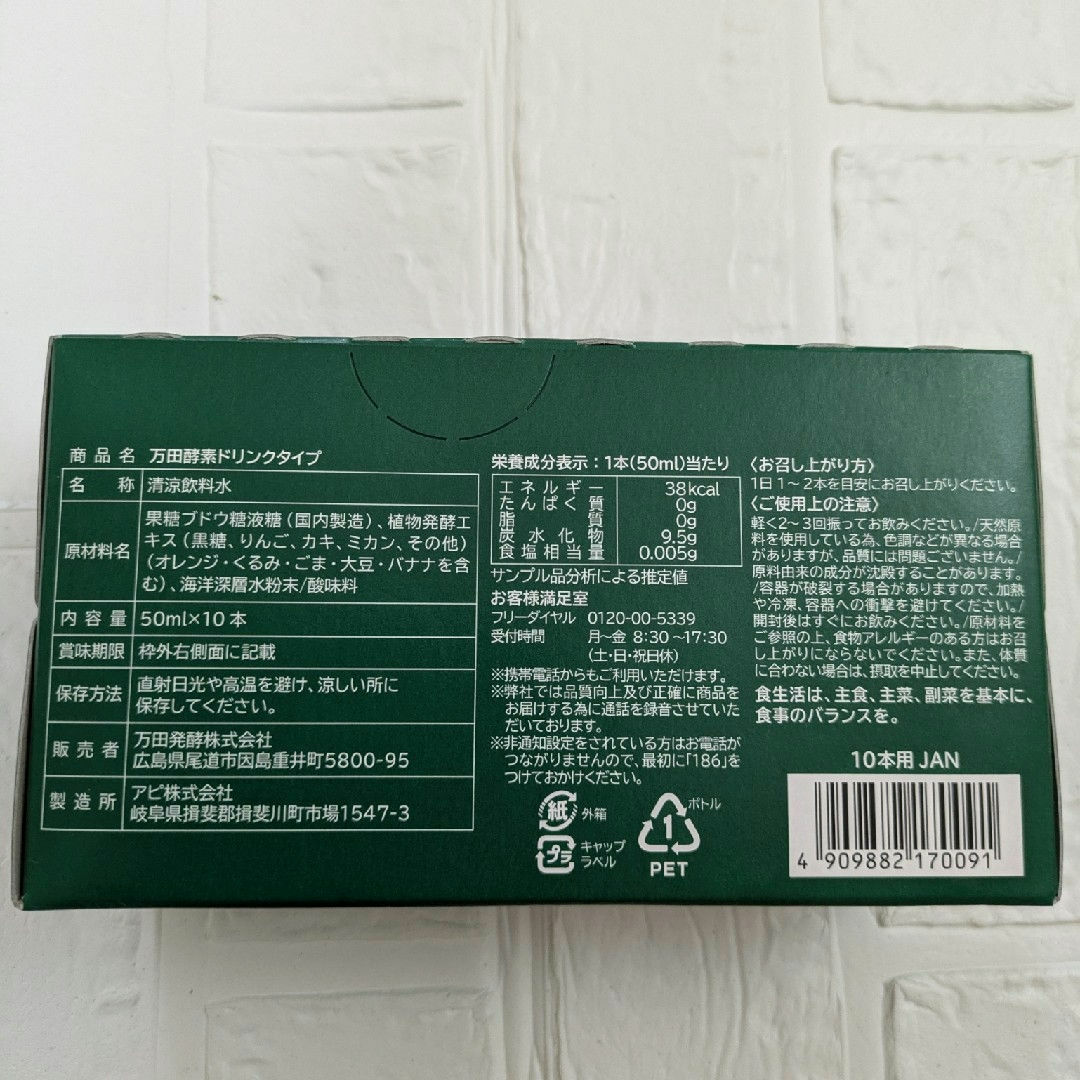 商品名 万田酵素ドリンクタイプ
名称 清涼飲料水
原材料名 果糖ブドウ糖液糖(国内製造)、植物発酵エ
キス(黒糖、りんご、カキ、ミカン、その他)
(オレンジ・くるみ・ごま・大豆・バナナを含
む)、海洋深層水粉末/酸味料
内容量 50ml×10本
賞味期限 枠外右側面に記載
保存方法 直射日光や高温を避け、涼しい所に
保存してください。
販売者 万田発酵株式会社
広島県尾道市因島重井町5800-95
製造所 アピ株式会社
岐阜県揖斐郡揖斐川町市場1547-3
栄養成分表示:1本(50ml)当たり
エネルギー 38kcal
たんぱく質 0g
脂質 0g
炭水化物 9.5g
食塩相当量 0.005g
サンプル品分析による推定値
お客様満足室
フリーダイヤル 0120-00-5339
受付時間 月~金 8:30~17:30
(土・日・祝日休)
※携帯電話からもご利用いただけます。
※弊社では品質向上及び正確に商品を
お届けする為に通話を録音させていた
だいております。
※非通知設定をされている方はお電話が
つながりませんので、最初に「186」を
つけておかけください。
紙 外箱
プラ キャップ
ラベル
1 ボトル
PET
〈お召し上がり方〉
1日1~2本を目安にお召し上がりください。
〈ご使用上の注意〉
軽く2~3回振ってお飲みください。/天然原
料を使用している為、色調などが異なる場合
がありますが、品質には問題ございません。/
原料由来の成分が沈殿することがあります。
/容器が破裂する場合がありますので、加熱
や冷凍、容器への衝撃を避けてください。/
開封後はすぐにお飲みください。/原材料を
ご参照の上、食物アレルギーのある方はお召
し上がりにならないでください。また、体質
に合わない場合は、摂取を中止してください。
食生活は、主食、主菜、副菜を基本に、
食事のバランスを。
10本用 JAN
4 909882 170091